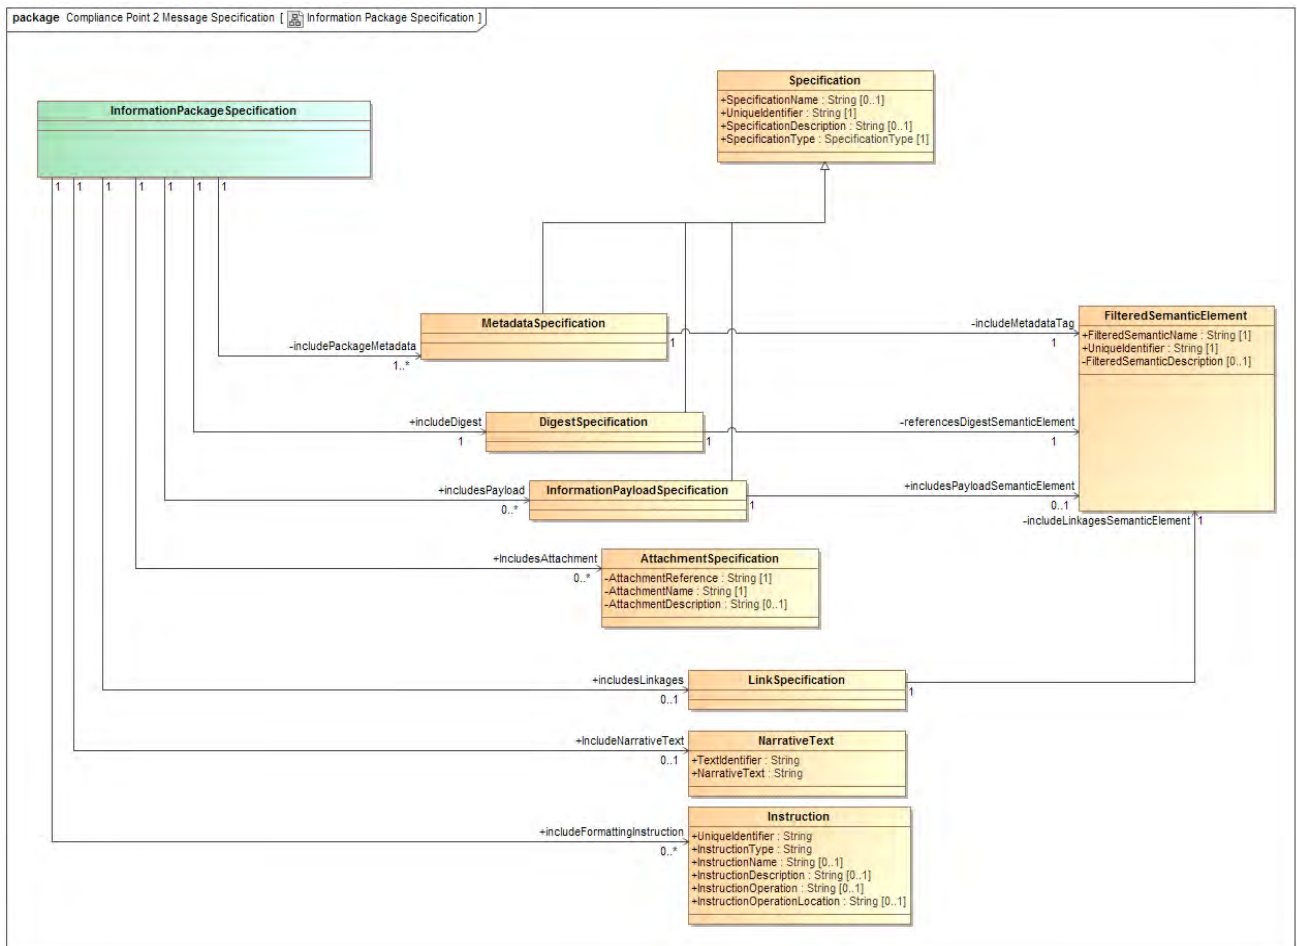 package Compliance Point 2 Message Specification [ Information Package Specification ]
Specification
+SpecificationName : String [0..1]
+UniqueIdentifier : String [1]
+SpecificationDescription : String [0..1]
+SpecificationType : SpecificationType [1]
InformationPackageSpecification
1 1 1 1 1 1 1
MetadataSpecification
-includePackageMetadata
1..*
1
-includeMetadataTag
1
FilteredSemanticElement
+FilteredSemanticName : String [1]
+UniqueIdentifier : String [1]
-FilteredSemanticDescription [0..1]
+includeDigest
1
DigestSpecification
1
-referencesDigestSemanticElement
1
+includesPayload
0..*
InformationPayloadSpecification
1
+includesPayloadSemanticElement
0..1
-includeLinkagesSemanticElement 1
+IncludesAttachment
0..*
AttachmentSpecification
-AttachmentReference : String [1]
-AttachmentName : String [1]
-AttachmentDescription : String [0..1]
+includesLinkages
0..1
LinkSpecification
1
+IncludeNarrativeText
0..1
NarrativeText
+TextIdentifier : String
+NarrativeText : String
+includeFormattingInstruction
0..*
Instruction
+UniqueIdentifier : String
+InstructionType : String
+InstructionName : String [0..1]
+InstructionDescription : String [0..1]
+InstructionOperation : String [0..1]
+InstructionOperationLocation : String [0..1]